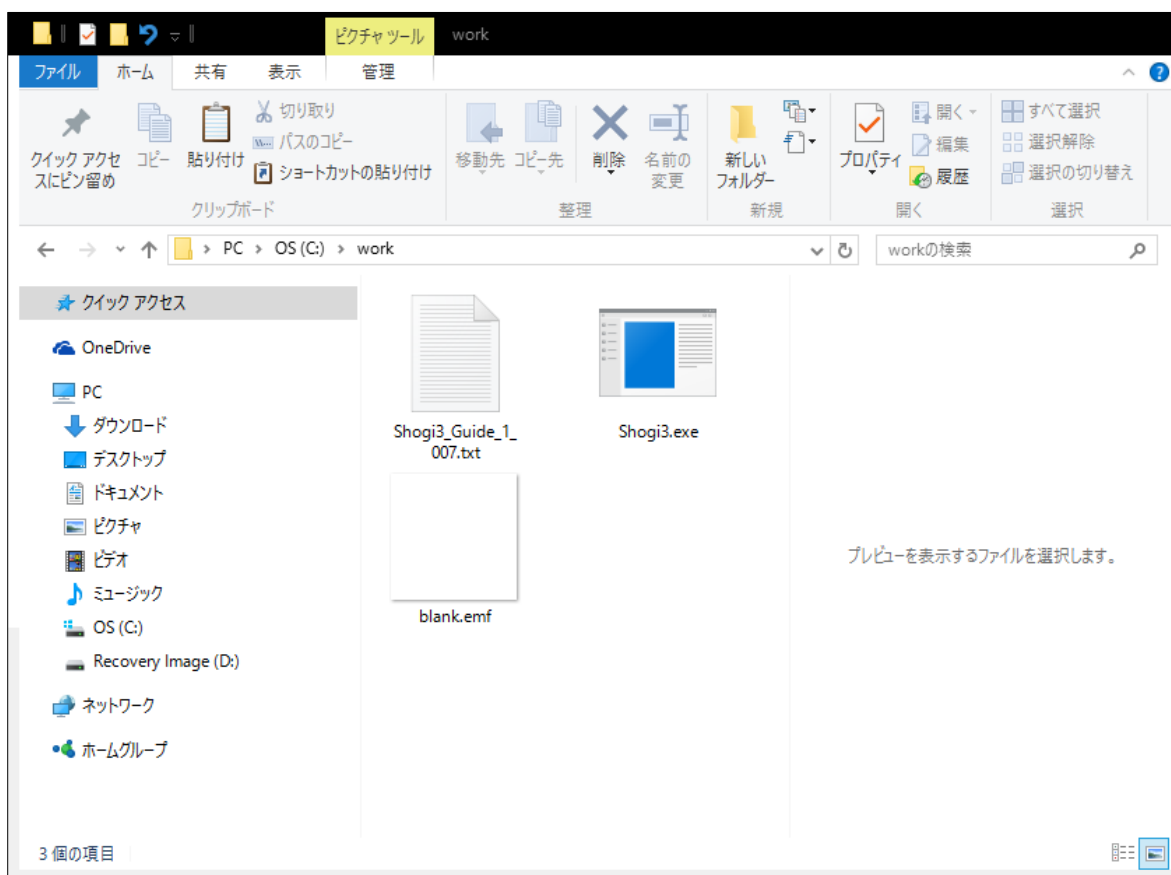 ピクチャ ツール
work
ファイル
ホーム
共有
表示
管理
クイック アクセ
スにピン留め
コピー
貼り付け
切り取り
パスのコピー
ショートカットの貼り付け
クリップボード
移動先
コピー先
削除
名前の
変更
整理
新しい
フォルダー
新規
プロパティ
開く
編集
履歴
開く
すべて選択
選択解除
選択の切り替え
選択
PC
OS (C:)
work
workの検索
クイック アクセス
OneDrive
PC
ダウンロード
デスクトップ
ドキュメント
ピクチャ
ビデオ
ミュージック
OS (C:)
Recovery Image (D:)
ネットワーク
ホームグループ
Shogi3_Guide_1_
007.txt
Shogi3.exe
blank.emf
プレビューを表示するファイルを選択します。
3 個の項目